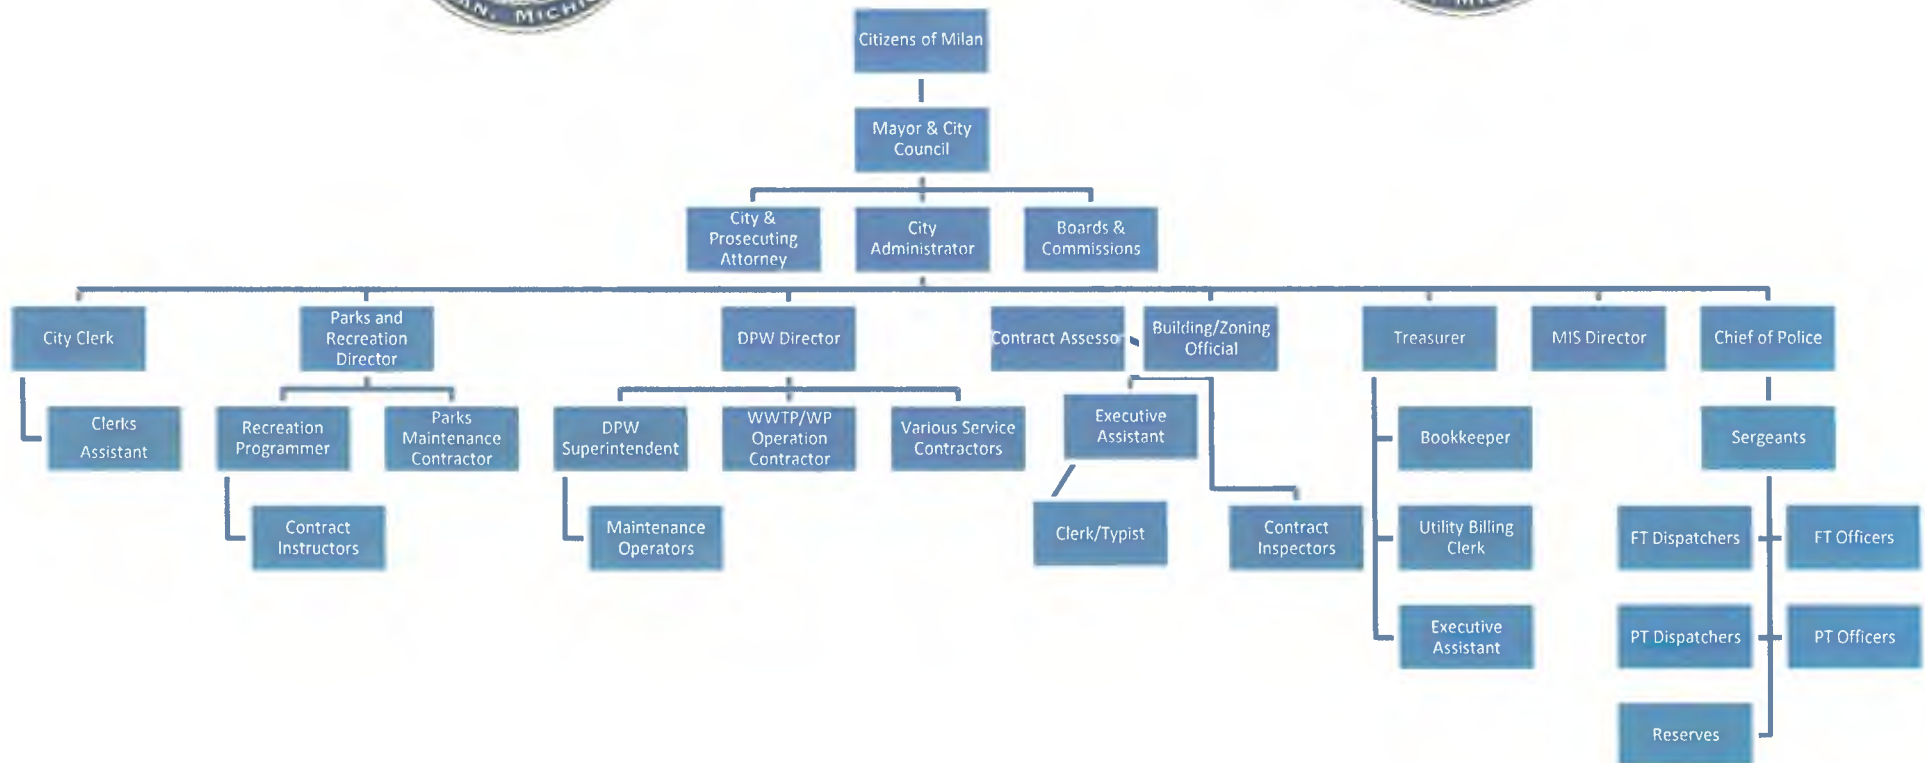 AN, MICHI
MI
Citizens of Milan
Mayor & City
Council
City &
Prosecuting
Attorney
City
Administrator
Boards &
Commissions
City Clerk
Parks and
Recreation
Director
DPW Director
Contract Assesso
Building/Zoning
Official
Treasurer
MIS Director
Chief of Police
Clerks
Assistant
Recreation
Programmer
Parks
Maintenance
Contractor
DPW
Superintendent
WWTP/WP
Operation
Contractor
Various Service
Contractors
Executive
Assistant
Bookkeeper
Sergeants
Contract
Instructors
Maintenance
Operators
Clerk/Typist
Contract
Inspectors
Utility Billing
Clerk
FT Dispatchers
FT Officers
Executive
Assistant
PT Dispatchers
PT Officers
Reserves